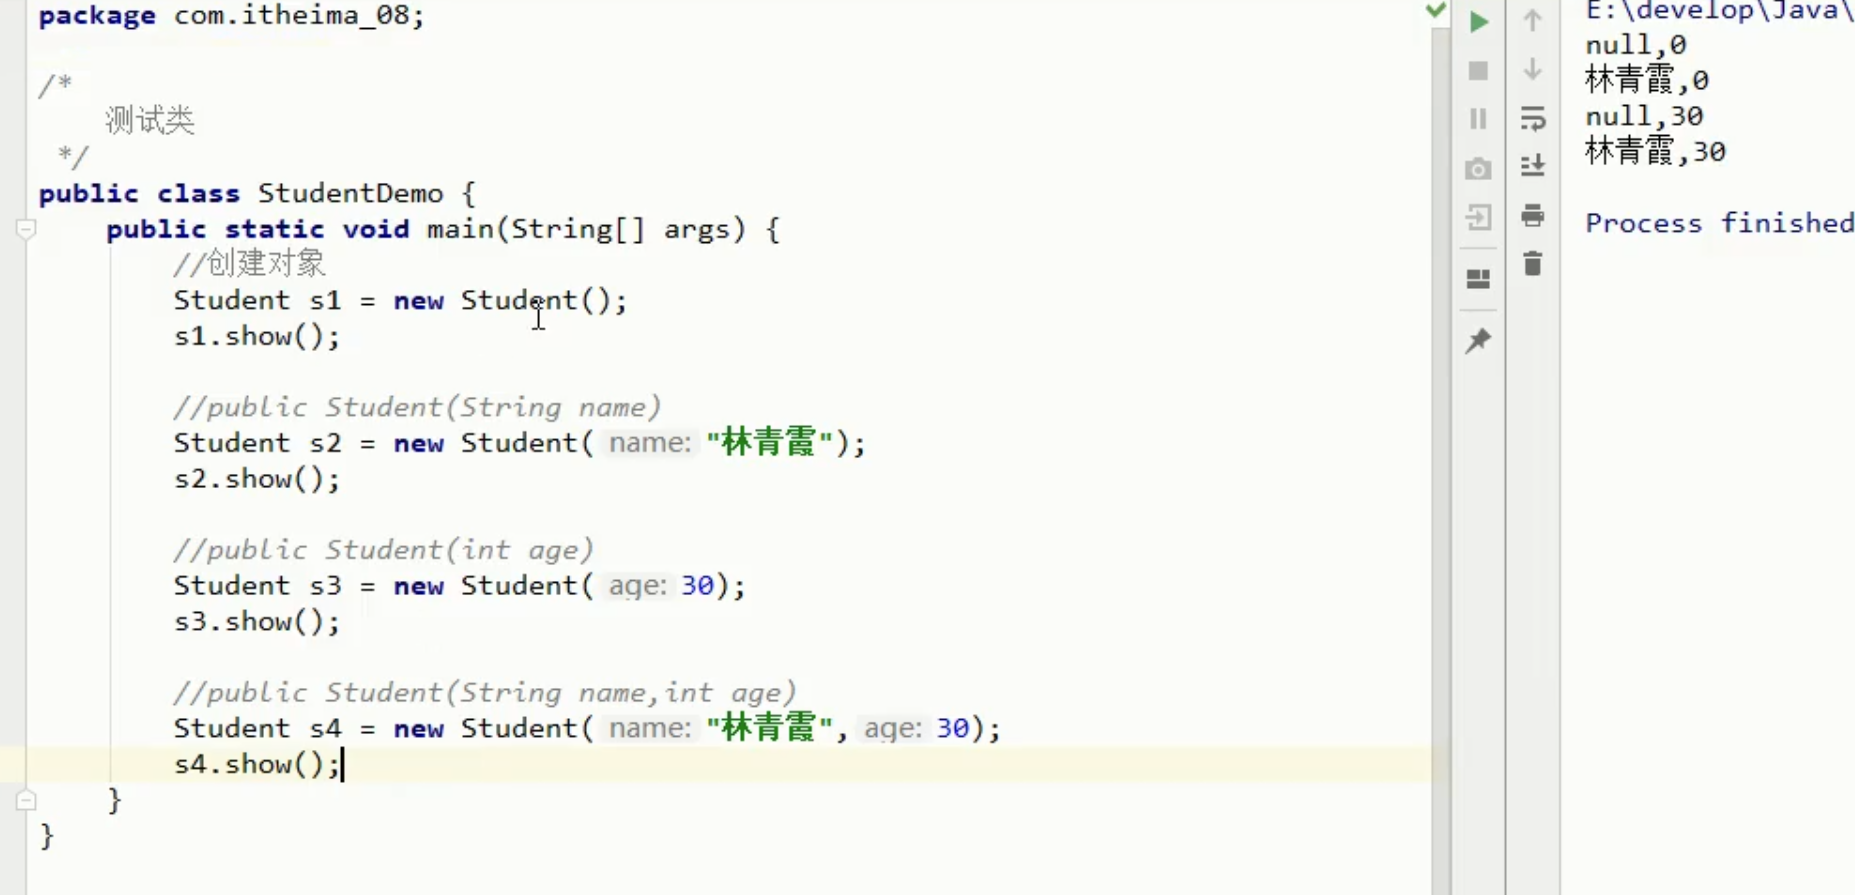 package com.itheima_08;
/*
测试类
*/
public class StudentDemo {
public static void main(String[] args) {
//创建对象
Student s1 = new Student();
s1.show();
//public Student(String name)
Student s2 = new Student( name: "林青霞");
s2.show();
//public Student(int age)
Student s3 = new Student( age: 30);
s3.show();
//public Student(String name,int age)
Student s4 = new Student( name: "林青霞", age: 30);
s4.show();
}
}
E:\develop\Java\
null,0
林青霞,0
null,30
林青霞,30
Process finished